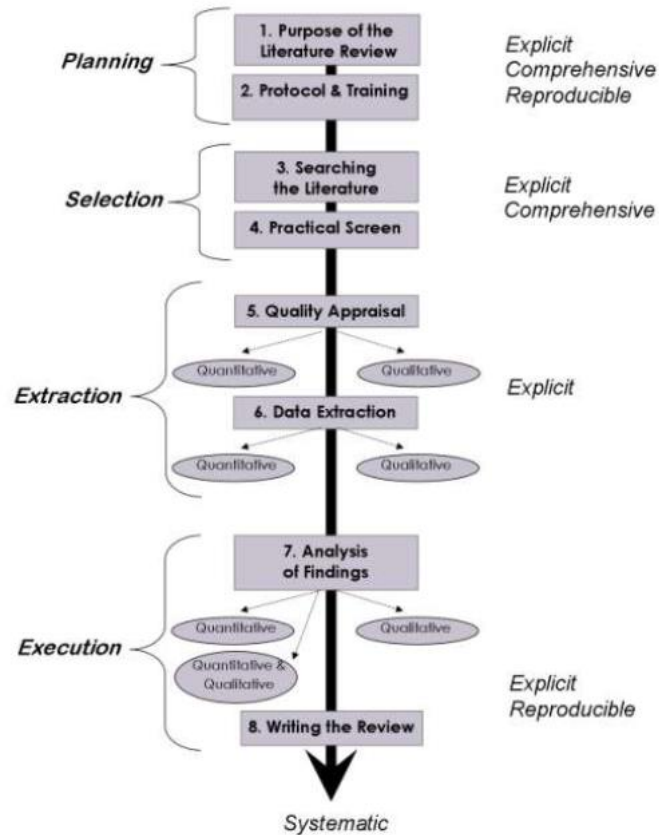 Planning
1. Purpose of the
Literature Review
2. Protocol & Training
Explicit
Comprehensive
Reproducible
Selection
3. Searching
the Literature
4. Practical Screen
Explicit
Comprehensive
Extraction
5. Quality Appraisal
Quantitative
Qualitative
6. Data Extraction
Quantitative
Qualitative
Explicit
Execution
7. Analysis
of Findings
Quantitative
Qualitative
Quantitative &
Qualitative
8. Writing the Review
Explicit
Reproducible
Systematic